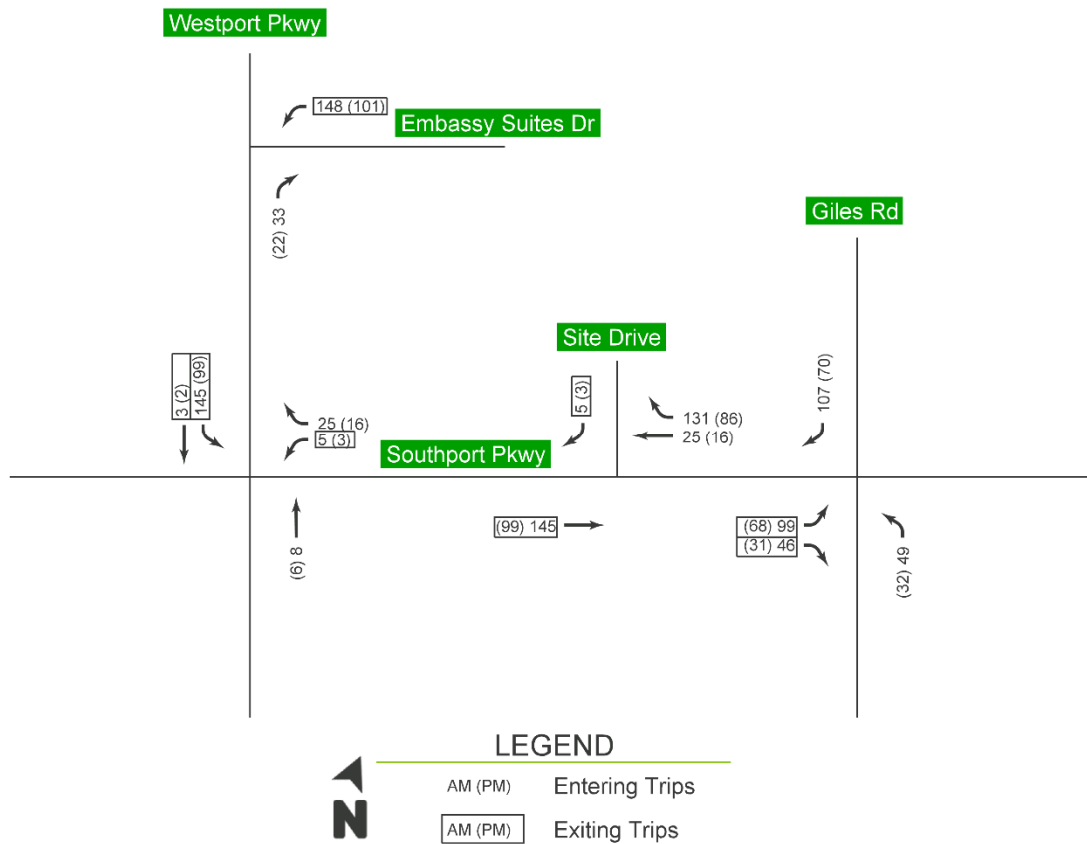 Westport Pkwy
148 (101)
Embassy Suites Dr
(22) 33
Giles Rd
Site Drive
3 (2)
145 (99)
5 (3)
107 (70)
25 (16)
5 (3)
131 (86)
25 (16)
Southport Pkwy
(6) 8
(99) 145
(68) 99
(31) 46
(32) 49
LEGEND
AM (PM) Entering Trips
AM (PM) Exiting Trips
N